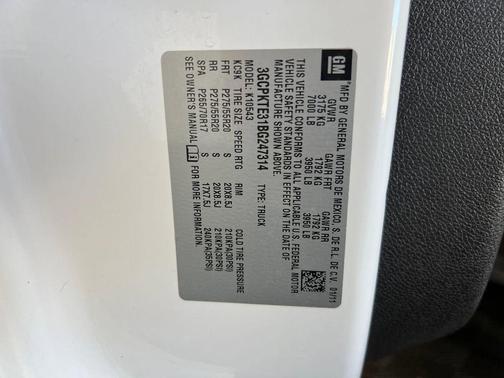 GM
MFD BY GENERAL MOTORS DE MEXICO, S. DE R.L. DE C.V. 01/11
GVWR GAWR FRT GAWR RR
3175 KG 1792 KG 1792 KG
7000 LB 3950 LB 3950 LB
THIS VEHICLE CONFORMS TO ALL APPLICABLE U.S. FEDERAL MOTOR
VEHICLE SAFETY STANDARDS IN EFFECT ON THE DATE OF
MANUFACTURE SHOWN ABOVE.
3GCPKTE31BG247314 TYPE: TRUCK
MODEL: K10543
KC9K TIRE SIZE SPEED RTG RIM COLD TIRE PRESSURE
FRT P275/55R20 S 20X8.5J 210KPA(30PSI)
RR P275/55R20 S 20X8.5J 210KPA(30PSI)
SPA P265/70R17 S 17X7.5J 240KPA(35PSI)
SEE OWNER'S MANUAL FOR MORE INFORMATION.